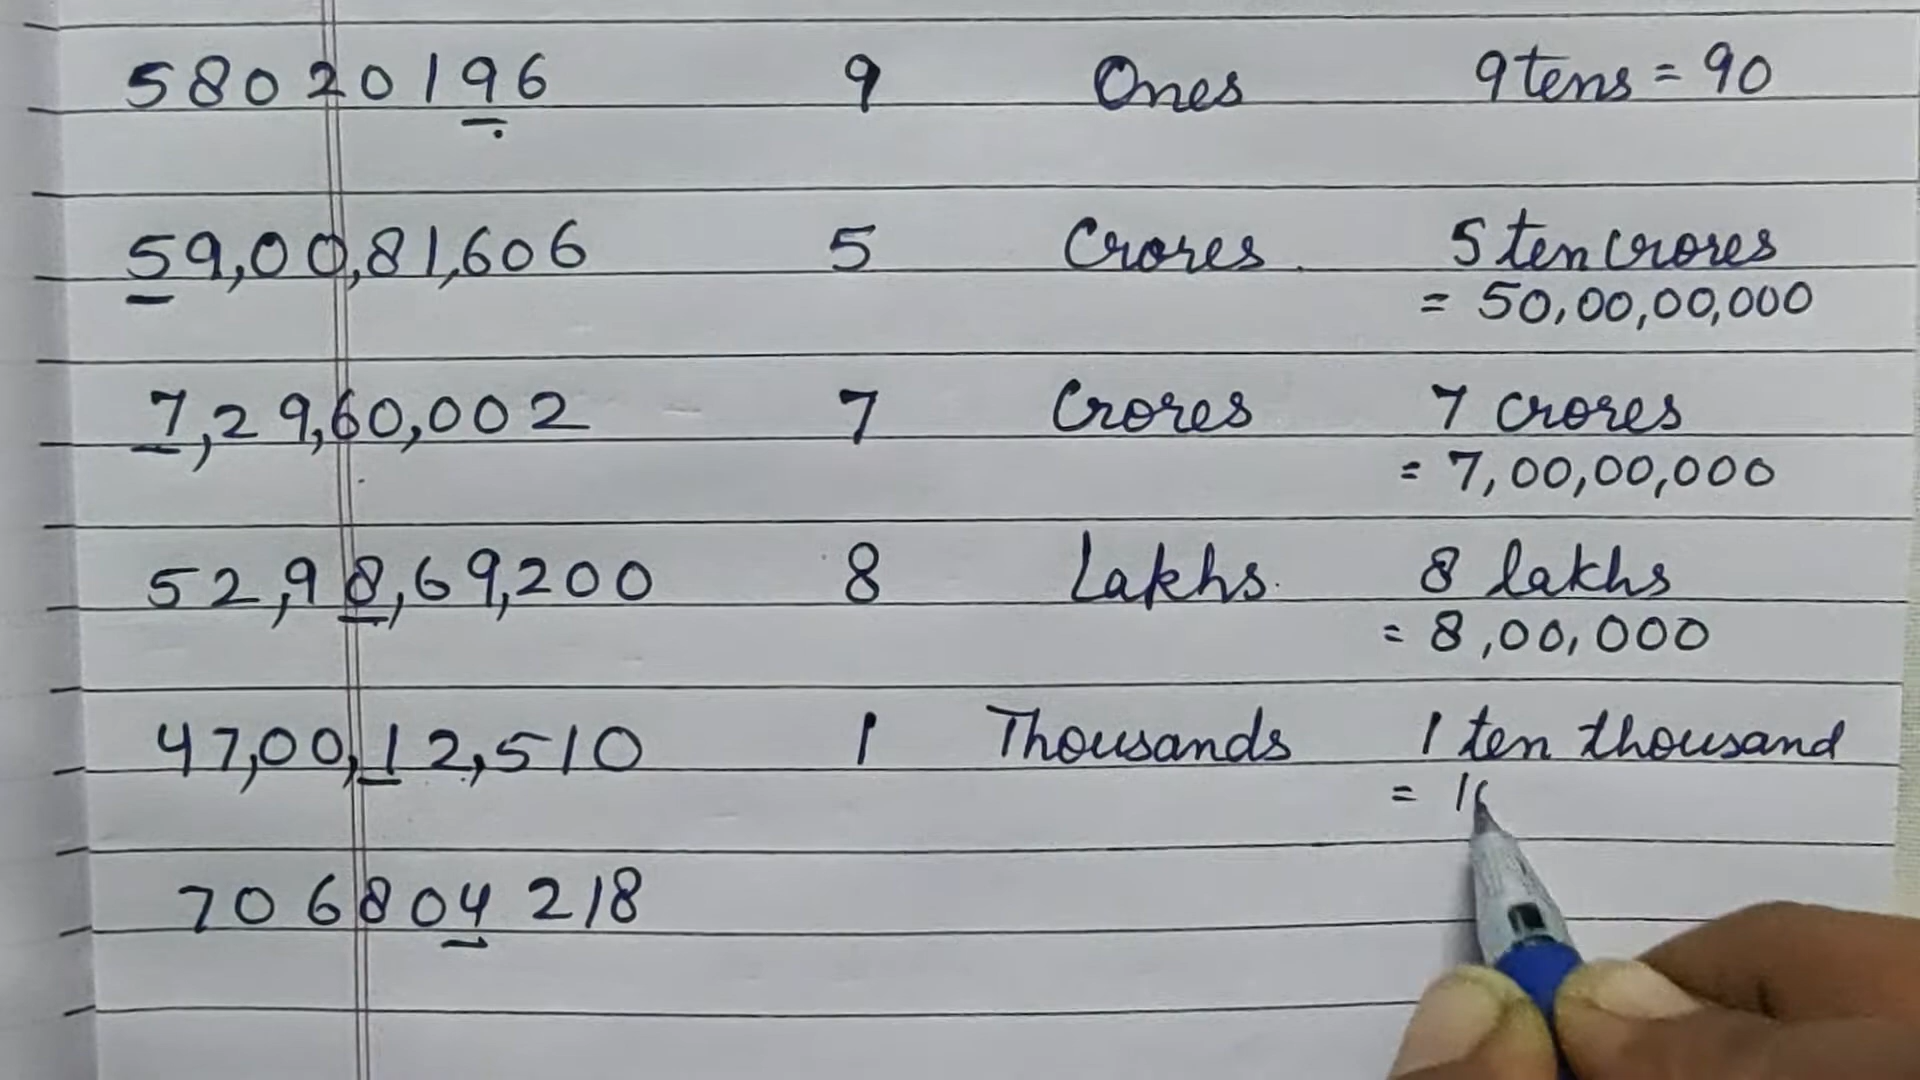 58020196 9 Ones 9 tens = 90
59,00,81,606 5 Crores 5 ten crores
= 50,00,00,000
7,29,60,002 7 Crores 7 crores
= 7,00,00,000
52,98,69,200 8 Lakhs 8 lakhs
= 8,00,000
47,00,12,510 1 Thousands 1 ten thousand
= 1
706804218